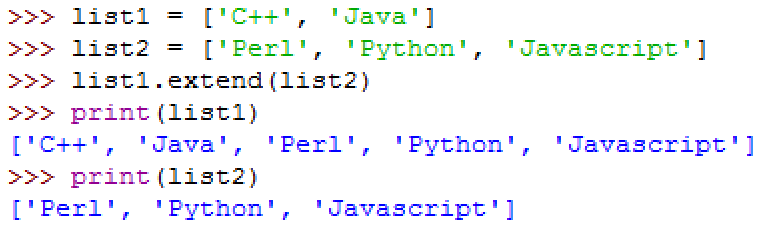 >>> list1 = ['C++', 'Java']
>>> list2 = ['Perl', 'Python', 'Javascript']
>>> list1.extend(list2)
>>> print(list1)
['C++', 'Java', 'Perl', 'Python', 'Javascript']
>>> print(list2)
['Perl', 'Python', 'Javascript']